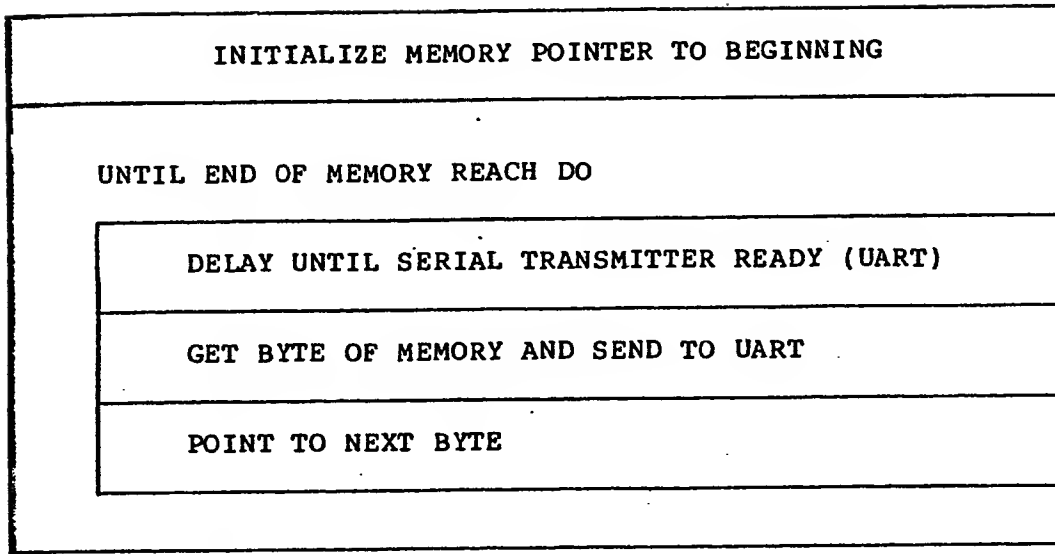 INITIALIZE MEMORY POINTER TO BEGINNING
UNTIL END OF MEMORY REACH DO
DELAY UNTIL SERIAL TRANSMITTER READY (UART)
GET BYTE OF MEMORY AND SEND TO UART
POINT TO NEXT BYTE